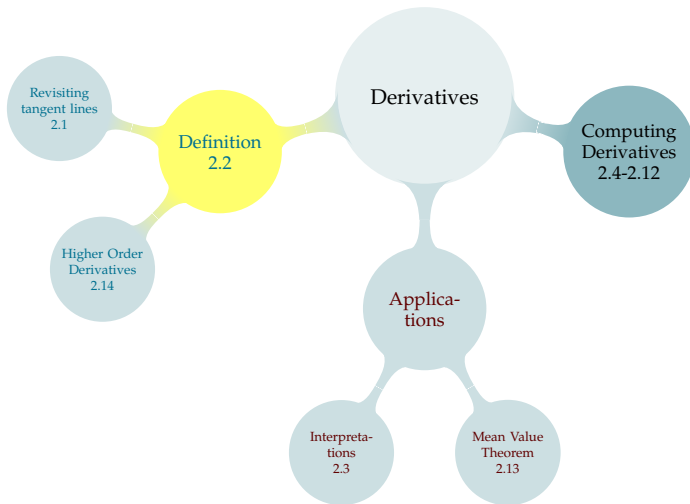 Derivatives
Revisiting
tangent lines
2.1
Definition
2.2
Computing
Derivatives
2.4-2.12
Higher Order
Derivatives
2.14
Applica-
tions
Interpreta-
tions
2.3
Mean Value
Theorem
2.13